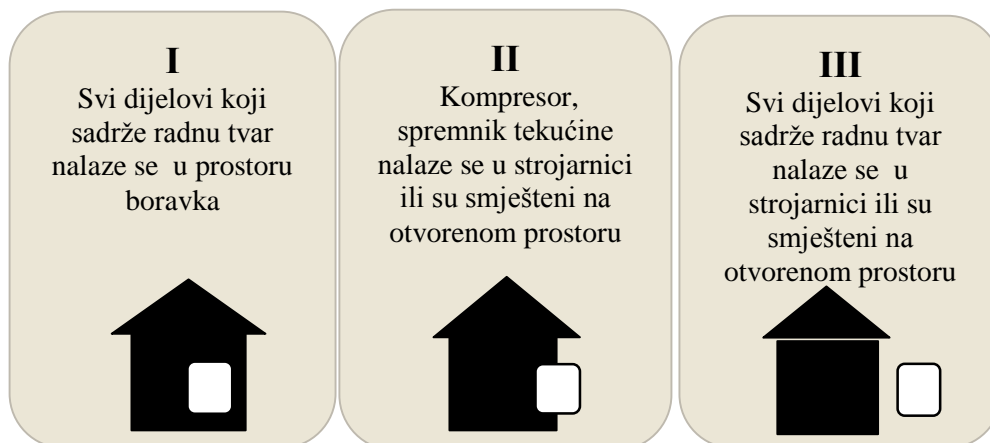 I
Svi dijelovi koji
sadrže radnu tvar
nalaze se u prostoru
boravka
II
Kompresor,
spremnik tekućine
nalaze se u strojarnici
ili su smješteni na
otvorenom prostoru
III
Svi dijelovi koji
sadrže radnu tvar
nalaze se u
strojarnici ili su
smješteni na
otvorenom prostoru